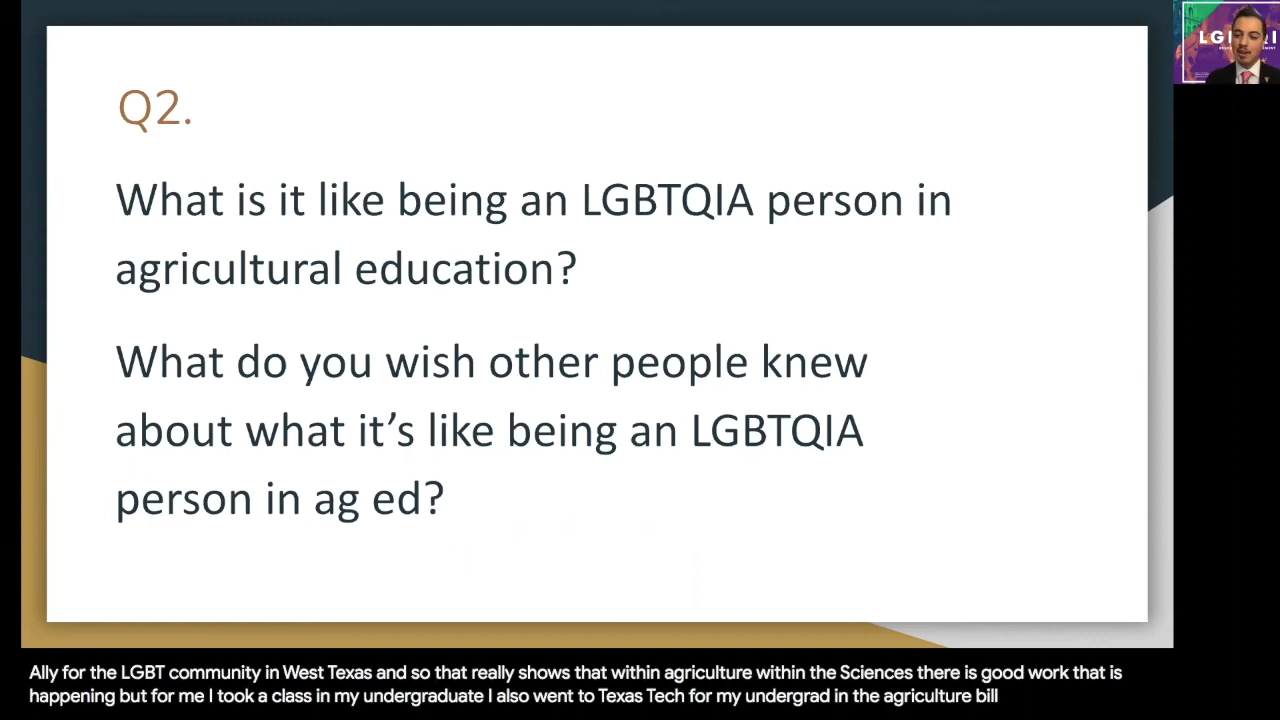 Q2.
What is it like being an LGBTQIA person in
agricultural education?
What do you wish other people knew
about what it's like being an LGBTQIA
person in ag ed?
Ally for the LGBT community in West Texas and so that really shows that within agriculture within the Sciences there is good work that is
happening but for me I took a class in my undergraduate I also went to Texas Tech for my undergrad in the agriculture bill